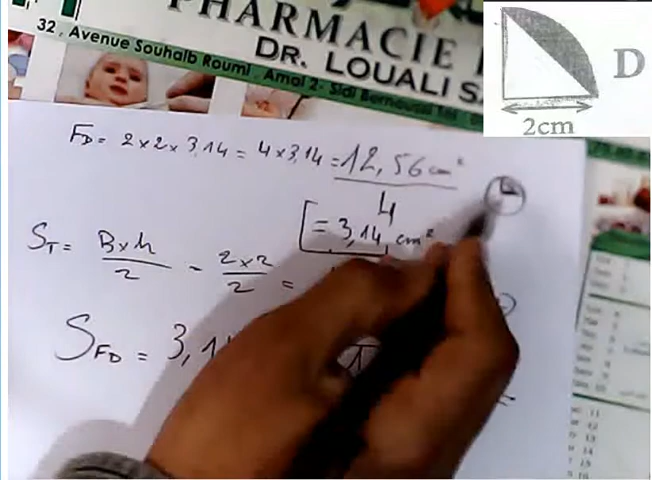 PHARMACIE
32, Avenue Souhaib Roumi, Amal 2- Sidi Bernoussi Tel
DR. LOUALI
D
2cm
FD = 2 x 2 x 3,14 = 4 x 3,14 = 12,56 cm²
4
= 3,14 cm²
ST = B x h / 2 - 2 x 2 / 2 =
SFD = 3,1